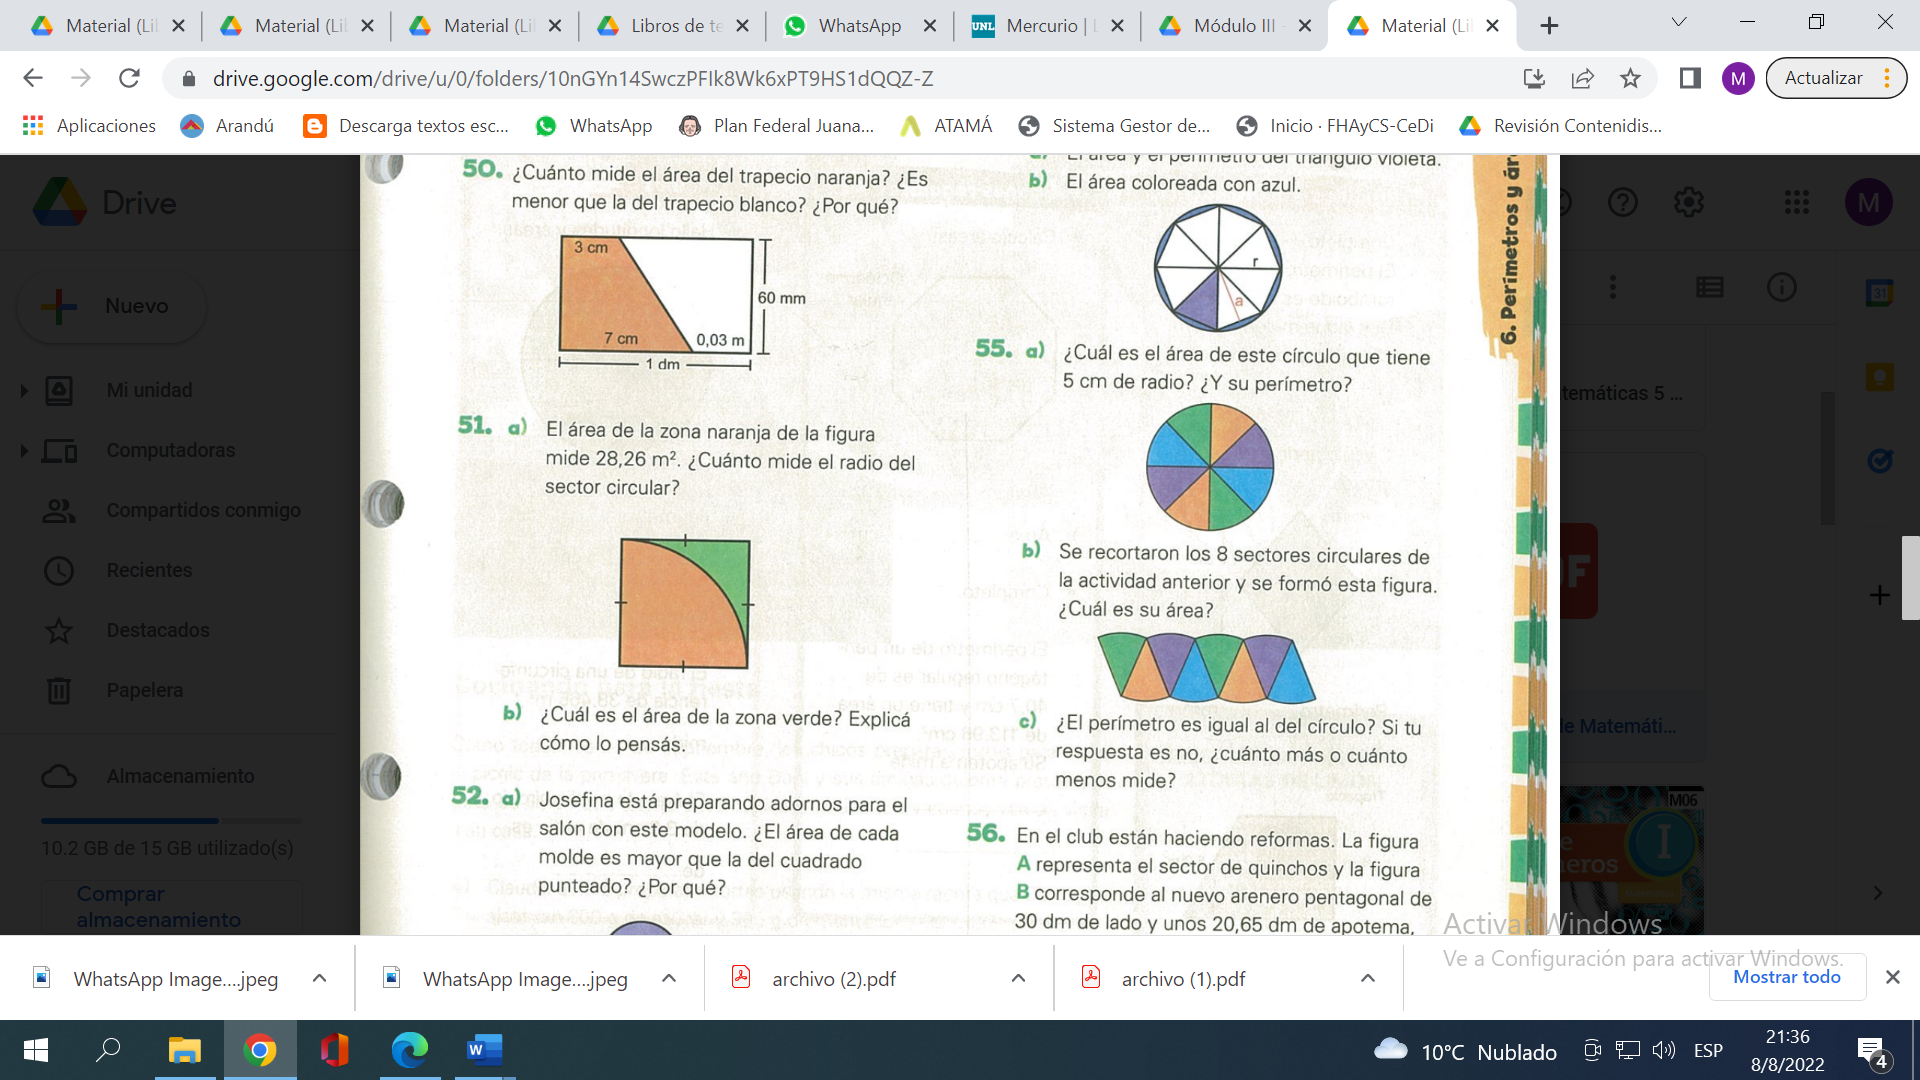 Material (Li
Material (Li
Material (Li
Libros de te
WhatsApp
UNL
Mercurio | L
Módulo III -
Material (Li
drive.google.com/drive/u/0/folders/10nGYn14SwczPFIk8Wk6xPT9HS1dQQZ-Z
M
Actualizar
Aplicaciones
Arandú
Descarga textos esc...
WhatsApp
Plan Federal Juana...
ATAMÁ
Sistema Gestor de...
Inicio · FHAyCS-CeDi
Revisión Contenidis...
Drive
Nuevo
Mi unidad
Computadoras
Compartidos conmigo
Recientes
Destacados
Papelera
Almacenamiento
10.2 GB de 15 GB utilizado(s)
Comprar
almacenamiento
50. ¿Cuánto mide el área del trapecio naranja? ¿Es
menor que la del trapecio blanco? ¿Por qué?
3 cm
60 mm
7 cm
0,03 m
1 dm
51. a) El área de la zona naranja de la figura
mide 28,26 m². ¿Cuánto mide el radio del
sector circular?
b) ¿Cuál es el área de la zona verde? Explicá
cómo lo pensás.
52. a) Josefina está preparando adornos para el
salón con este modelo. ¿El área de cada
molde es mayor que la del cuadrado
punteado? ¿Por qué?
El área y el perímetro del triángulo violeta.
b) El área coloreada con azul.
r
a
55. a) ¿Cuál es el área de este círculo que tiene
5 cm de radio? ¿Y su perímetro?
b) Se recortaron los 8 sectores circulares de
la actividad anterior y se formó esta figura.
¿Cuál es su área?
c) ¿El perímetro es igual al del círculo? Si tu
respuesta es no, ¿cuánto más o cuánto
menos mide?
56. En el club están haciendo reformas. La figura
A representa el sector de quinchos y la figura
B corresponde al nuevo arenero pentagonal de
30 dm de lado y unos 20,65 dm de apotema,
6. Perímetros y ár
M
31
temáticas 5 ...
e Matemáti...
M06
I
Activar Windows
Ve a Configuración para activar Windows.
WhatsApp Image....jpeg
WhatsApp Image....jpeg
archivo (2).pdf
archivo (1).pdf
Mostrar todo
W
10°C Nublado
ESP
21:36
8/8/2022
4